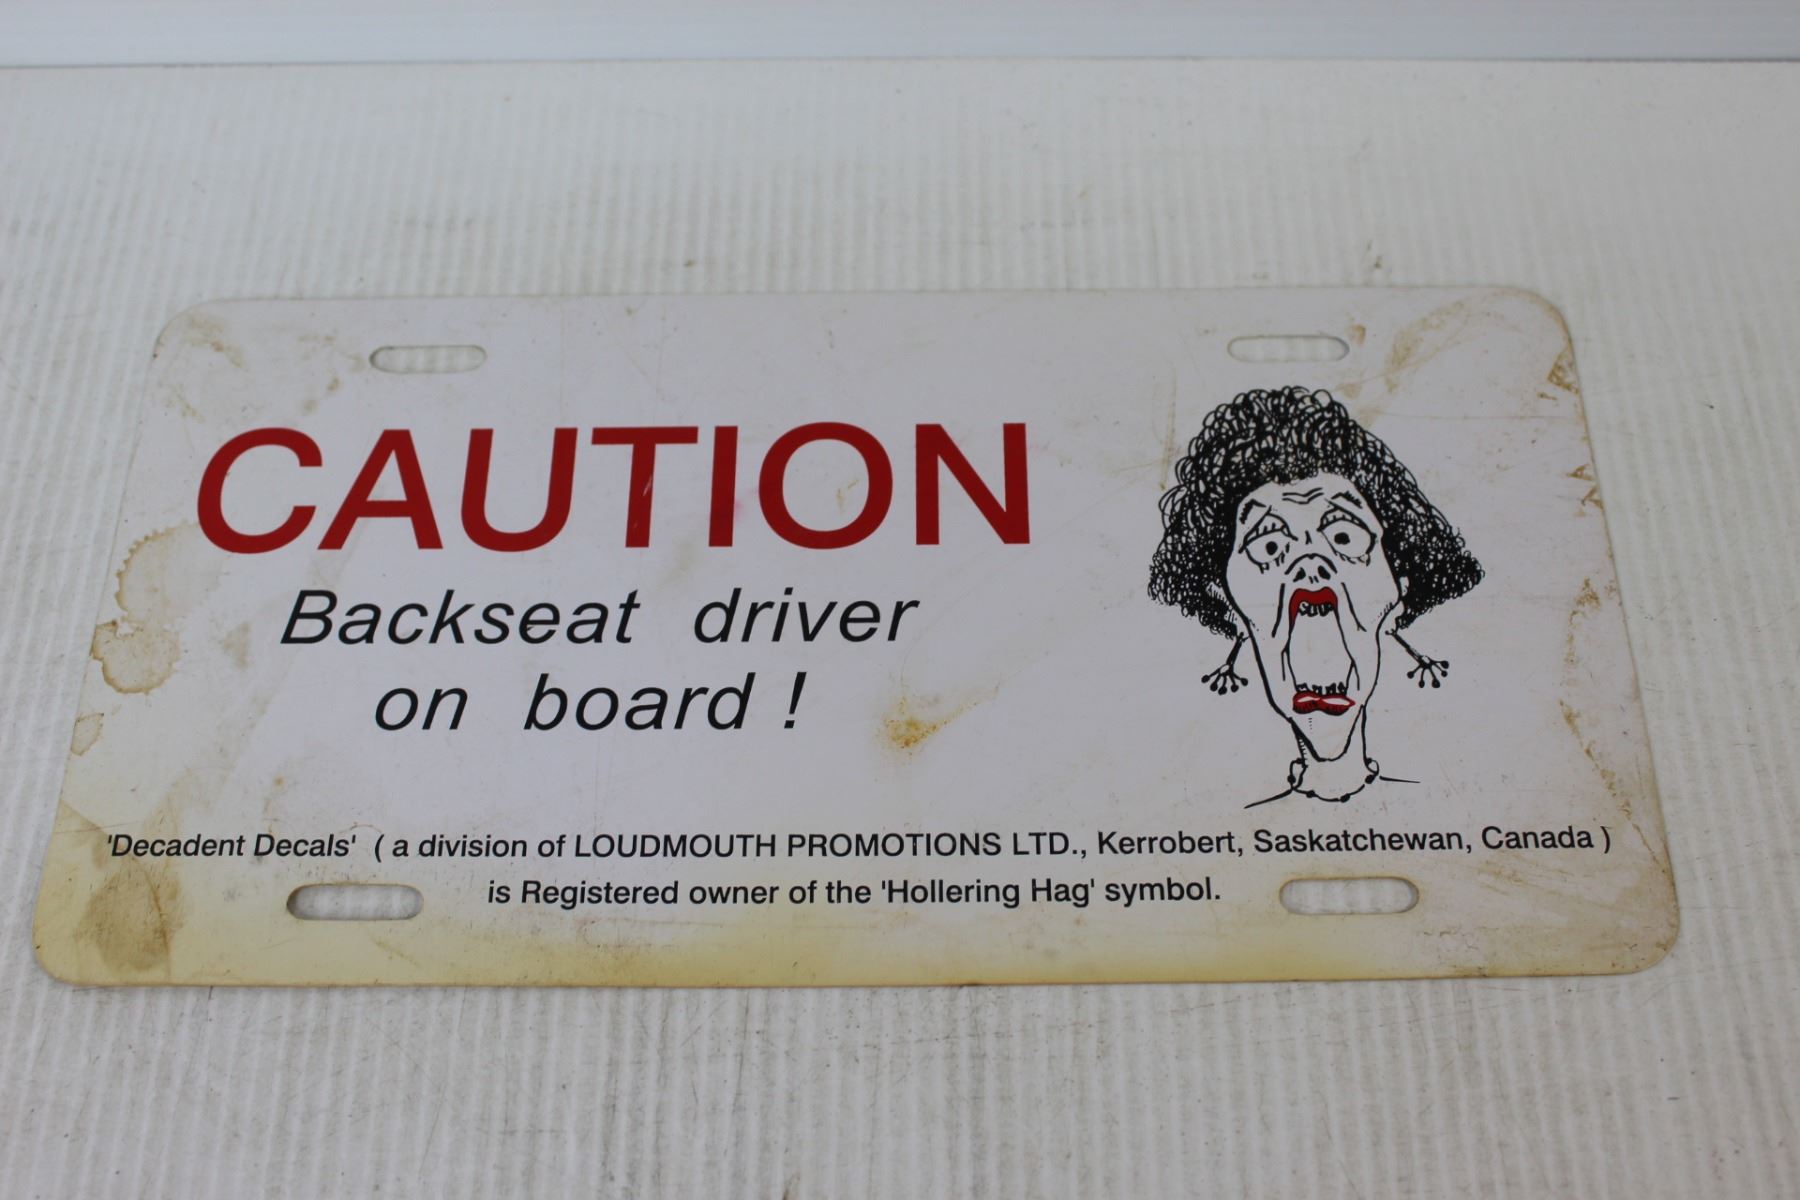 CAUTION
Backseat driver
on board !
'Decadent Decals' ( a division of LOUDMOUTH PROMOTIONS LTD., Kerrobert, Saskatchewan, Canada )
is Registered owner of the 'Hollering Hag' symbol.